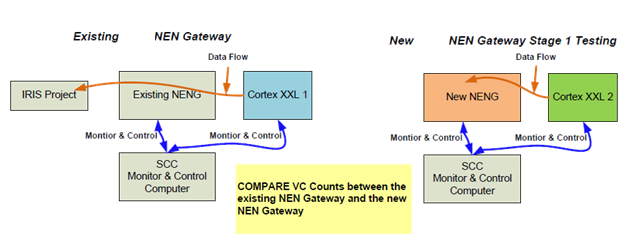 Existing NEN Gateway
Data Flow
IRIS Project
Existing NENG
Cortex XXL 1
Montior & Control
Montior & Control
SCC
Monitor & Control
Computer
COMPARE VC Counts between the
existing NEN Gateway and the new
NEN Gateway
New NEN Gateway Stage 1 Testing
Data Flow
New NENG
Cortex XXL 2
Montior & Control
Montior & Control
SCC
Monitor & Control
Computer